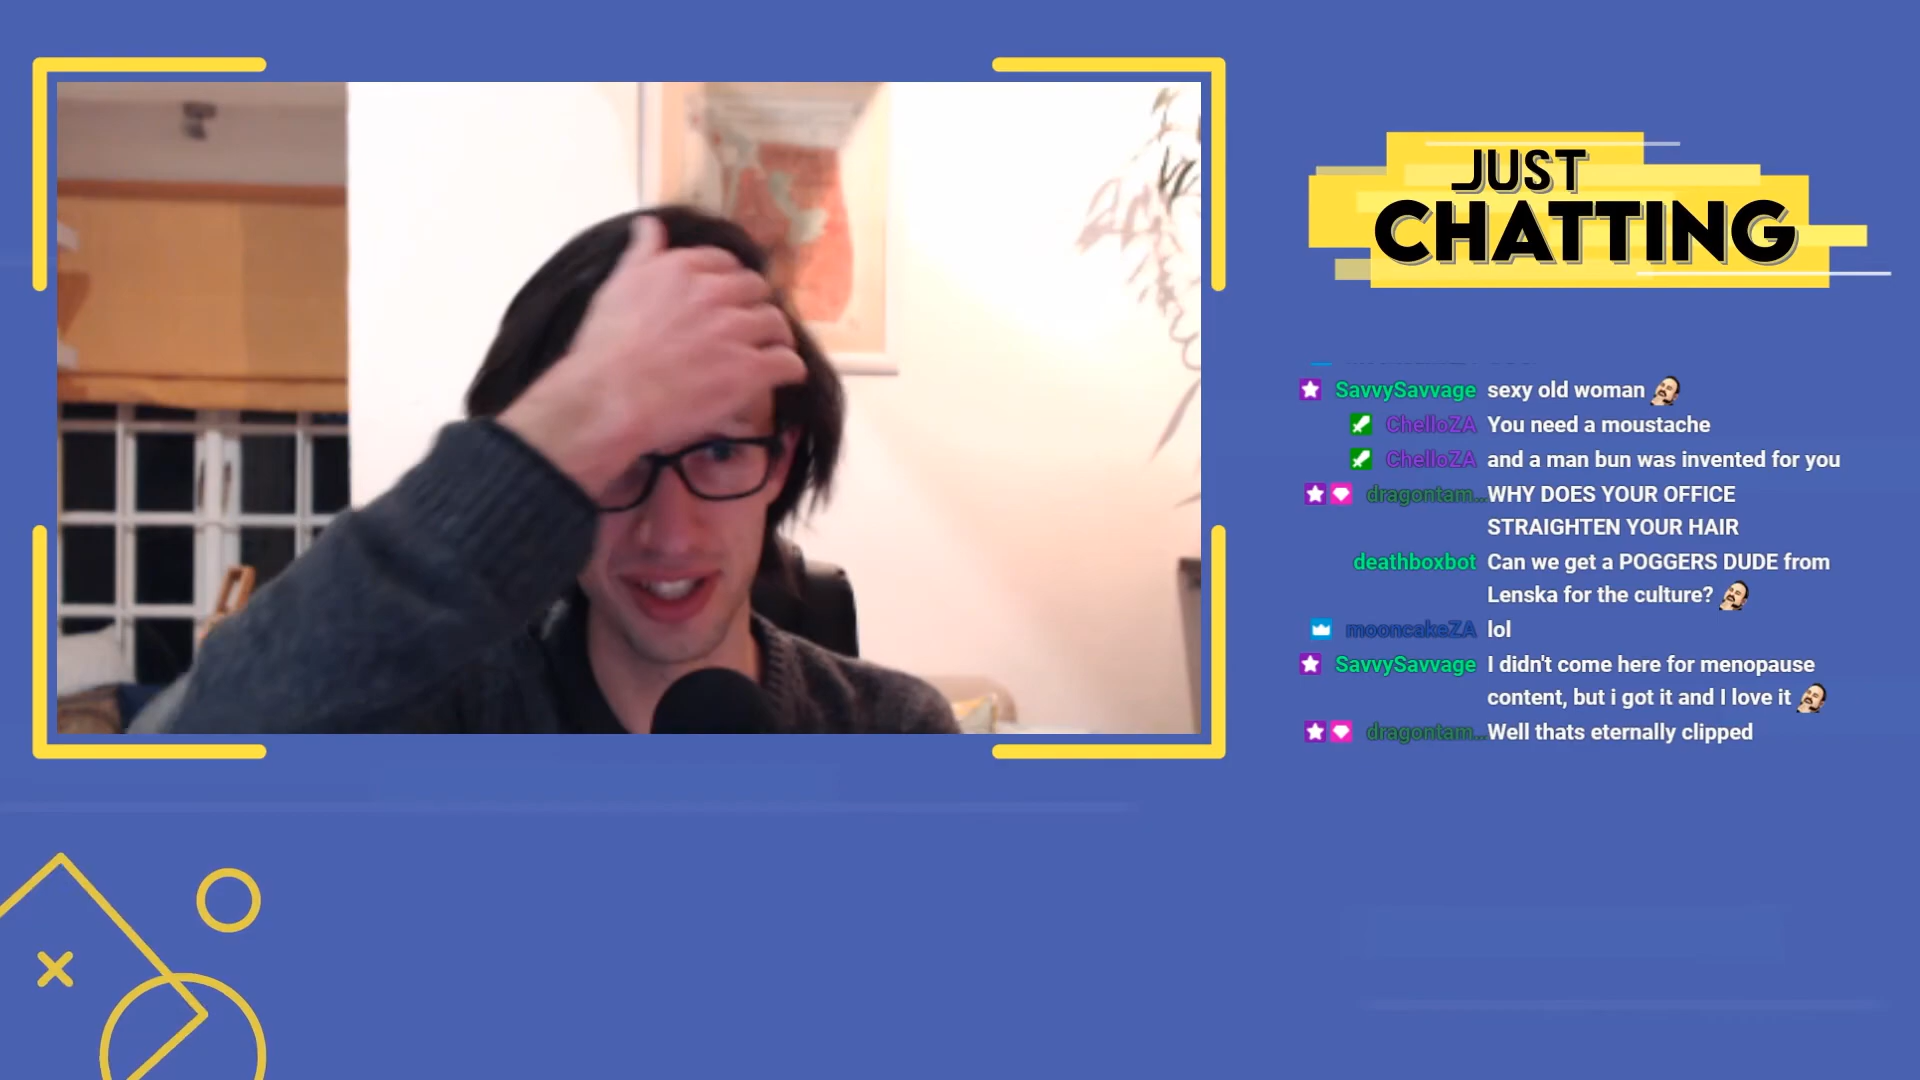 JUST
CHATTING
SavvySavvage sexy old woman
ChelloZA You need a moustache
ChelloZA and a man bun was invented for you
dragontam... WHY DOES YOUR OFFICE
STRAIGHTEN YOUR HAIR
deathboxbot Can we get a POGGERS DUDE from
Lenska for the culture?
mooncakeZA lol
SavvySavvage I didn't come here for menopause
content, but i got it and I love it
dragontam... Well thats eternally clipped